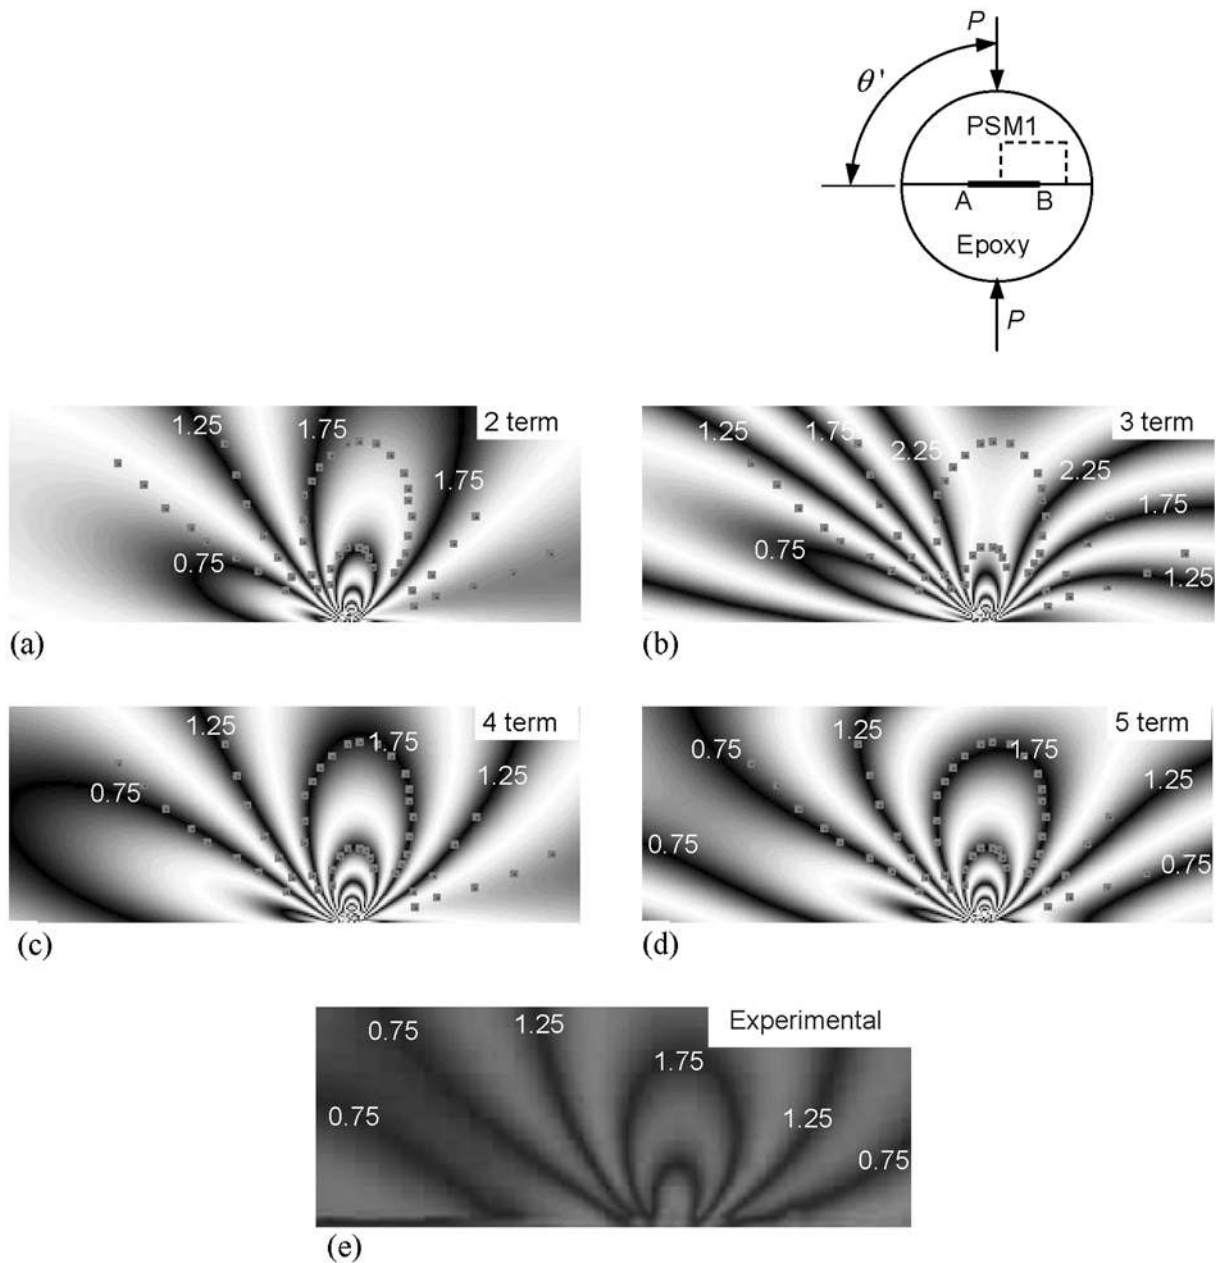 P
θ'
PSM1
A B
Epoxy
P
1.25 1.75 2 term
1.75
0.75
(a)
1.25 1.75 2.25 3 term
2.25
1.75
0.75
1.25
(b)
1.25 1.75 4 term
1.25
0.75
(c)
0.75 1.25 1.75 5 term
1.25
0.75 0.75
(d)
0.75 1.25 Experimental
1.75
0.75 1.25
0.75
(e)